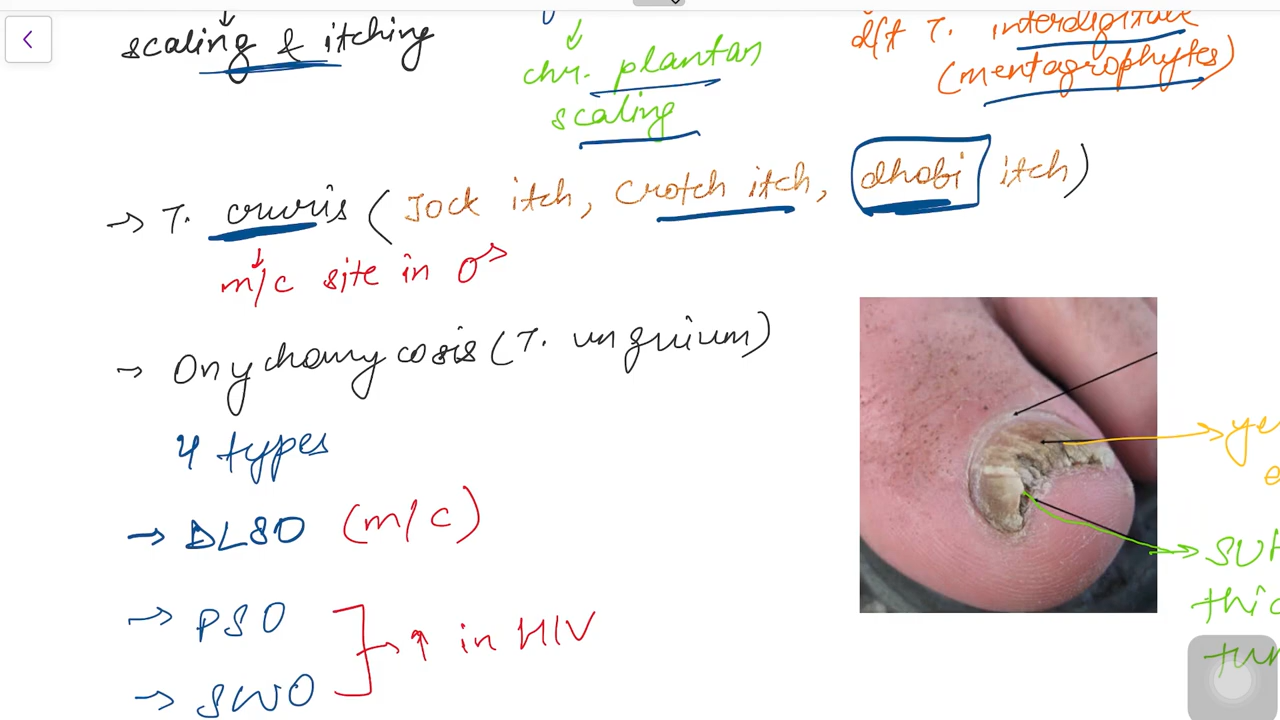 scaling & itching
chr. plantar
scaling
d/t T. interdigitale
(mentagrophytes)
→ T. cruris (Jock itch, Crotch itch, dhobi itch)
↓
m/c site in
→ Onychomycosis (T. unguium)
4 types
→ DLSO (m/c)
→ PSO
→ SWO
→ ↑ in HIV